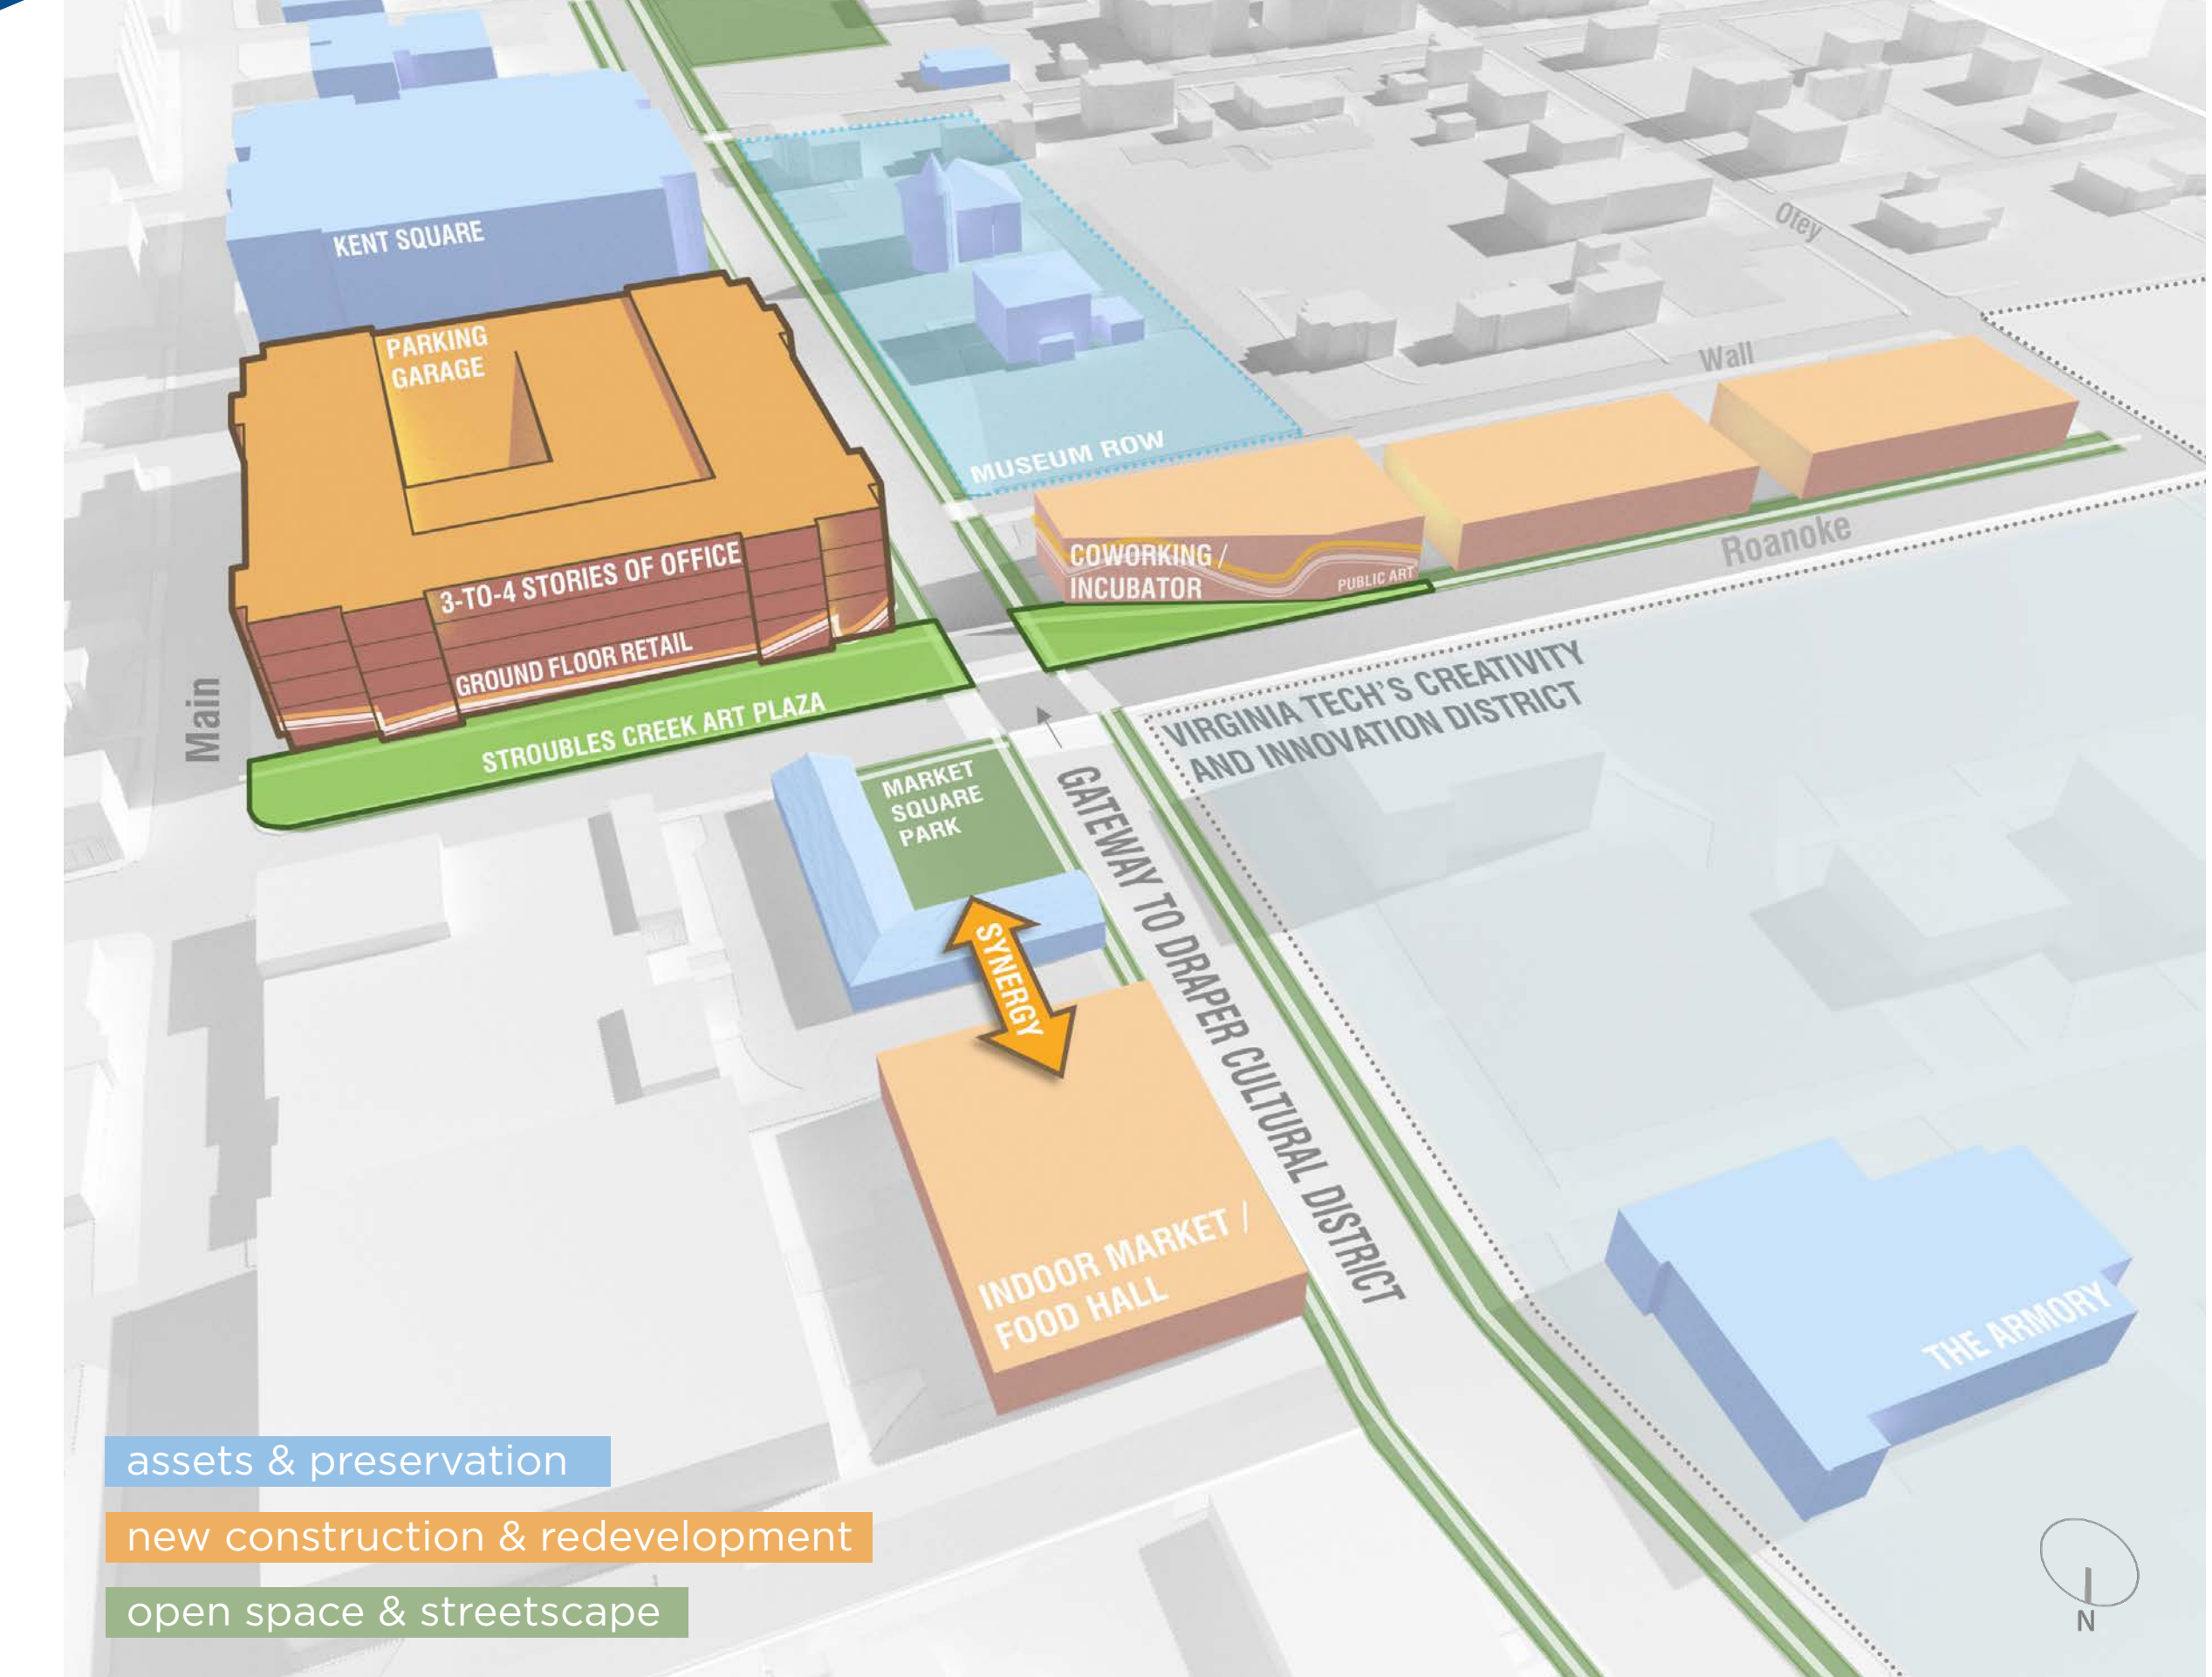 KENT SQUARE
PARKING
GARAGE
3-TO-4 STORIES OF OFFICE
GROUND FLOOR RETAIL
STROUBLES CREEK ART PLAZA
Main
MUSEUM ROW
Otey
Wall
COWORKING /
INCUBATOR
PUBLIC ART
Roanoke
VIRGINIA TECH'S CREATIVITY
AND INNOVATION DISTRICT
MARKET
SQUARE
PARK
GATEWAY TO DRAPER CULTURAL DISTRICT
SYNERGY
INDOOR MARKET /
FOOD HALL
THE ARMORY
assets & preservation
new construction & redevelopment
open space & streetscape
N